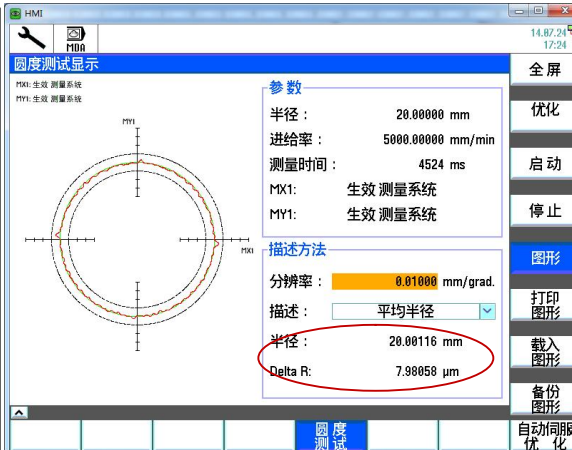 HMI
MDA
14.07.24
17:24
圆度测试显示
MX1: 生效 测量系统
MY1: 生效 测量系统
MY1
MX1
参数
半径：	20.00000 mm
进给率：	5000.00000 mm/min
测量时间：	4524 ms
MX1:	生效 测量系统
MY1:	生效 测量系统
描述方法
分辨率：	0.01000 mm/grad.
描述：	平均半径
半径：	20.00116 mm
Delta R:	7.98058 μm
全屏
优化
启动
停止
图形
打印
图形
载入
图形
备份
图形
圆度
测试
自动伺服
优化